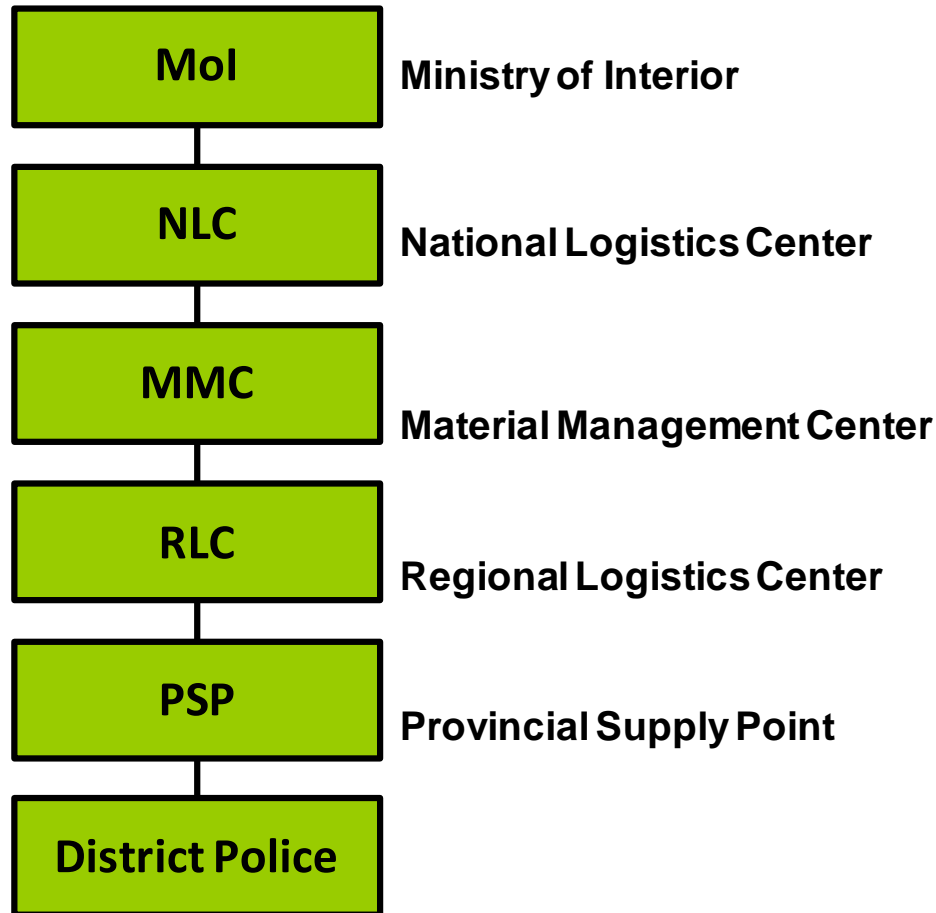 MoI
Ministry of Interior
NLC
National Logistics Center
MMC
Material Management Center
RLC
Regional Logistics Center
PSP
Provincial Supply Point
District Police